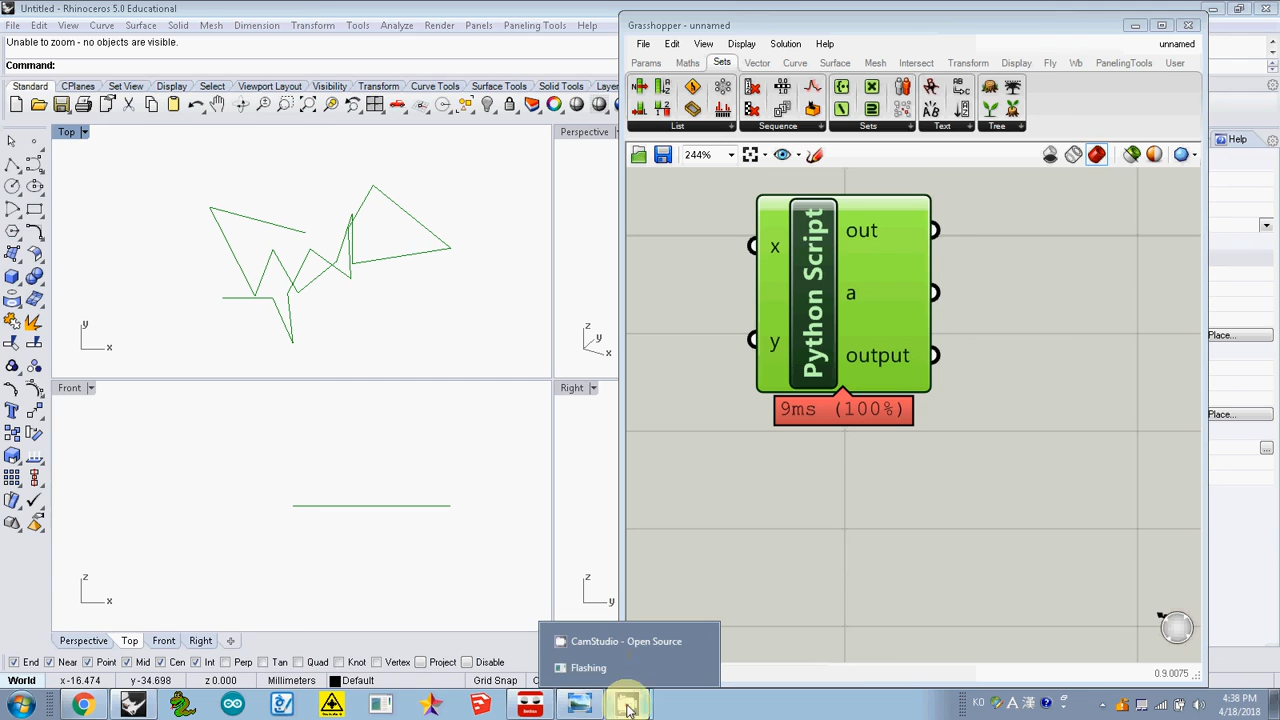 Untitled - Rhinoceros 5.0 Educational
File Edit View Curve Surface Solid Mesh Dimension Transform Tools Analyze Render Panels Paneling Tools Help
Unable to zoom - no objects are visible.
Command:
Standard CPlanes Set View Display Select Viewport Layout Visibility Transform Curve Tools Surface Tools Solid Tools
Top
Perspective
y
x
z
y
x
Front
Right
z
x
z
y
Perspective Top Front Right
End Near Point Mid Cen Int Perp Tan Quad Knot Vertex Project Disable
World x -16.474 y -34.698 z 0.000 Millimeters Default Grid Snap
Grasshopper - unnamed
File Edit View Display Solution Help
unnamed
Params Maths Sets Vector Curve Surface Mesh Intersect Transform Display Fly Wb PanelingTools User
List Sequence Sets Text Tree
244%
x
y
Python Script
out
a
output
9ms (100%)
0.9.0075
Help
Place...
Place...
...
CamStudio - Open Source
Flashing
KO
漢
4:38 PM
4/18/2018